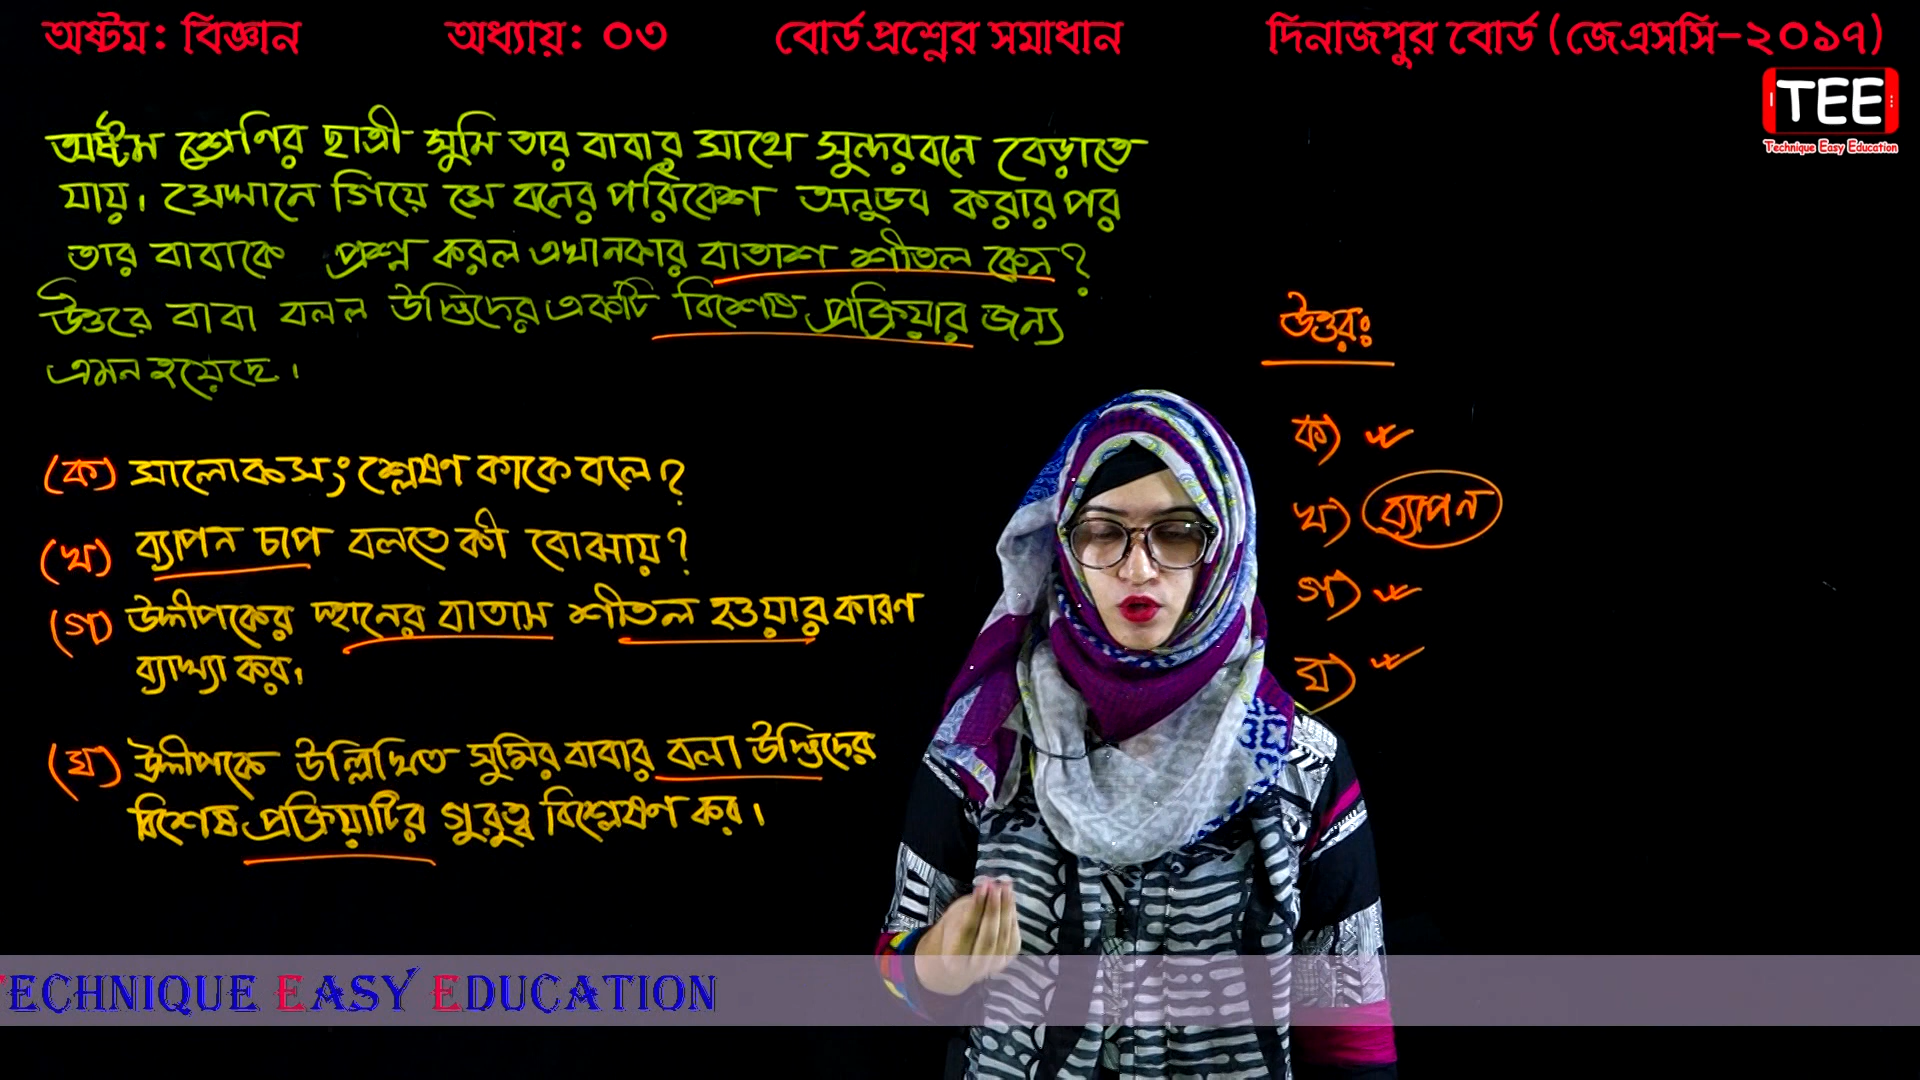 অষ্টম: বিজ্ঞান অধ্যায়: ০৩ বোর্ড প্রশ্নের সমাধান দিনাজপুর বোর্ড (জেএসসি-২০১৭)
TEE
Technique Easy Education
অষ্টম শ্রেণির ছাত্রী সুমি তার বাবার সাথে সুন্দরবনে বেড়াতে
যায়। সেখানে গিয়ে সে বনের পরিবেশ অনুভব করার পর
তার বাবাকে প্রশ্ন করল এখানকার বাতাশ শীতল কেন?
উত্তরে বাবা বলল উদ্ভিদের একটি বিশেষ প্রক্রিয়ার জন্য
এমন হয়েছে।
(ক) সালোকসংশ্লেষণ কাকে বলে?
(খ) ব্যাপন চাপ বলতে কী বোঝায়?
(গ) উদ্দীপকের স্থানের বাতাস শীতল হওয়ার কারণ
ব্যাখ্যা কর।
(ঘ) উদ্দীপকে উল্লিখিত সুমির বাবার বলা উদ্ভিদের
বিশেষ প্রক্রিয়াটির গুরুত্ব বিশ্লেষণ কর।
উত্তরঃ
ক)
খ) ব্যাপন
গ)
ঘ)
TECHNIQUE EASY EDUCATION